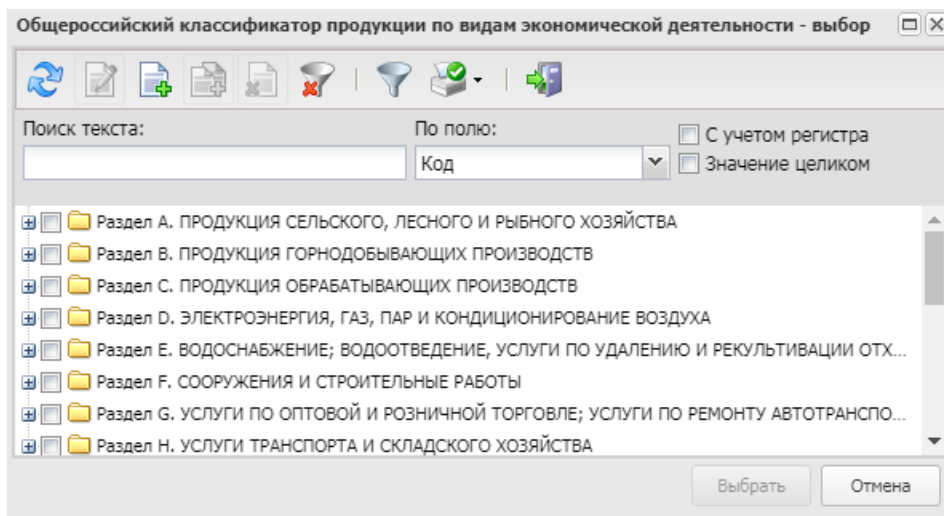 Общероссийский классификатор продукции по видам экономической деятельности - выбор
Поиск текста:
По полю:
С учетом регистра
Код
Значение целиком
Раздел A. ПРОДУКЦИЯ СЕЛЬСКОГО, ЛЕСНОГО И РЫБНОГО ХОЗЯЙСТВА
Раздел B. ПРОДУКЦИЯ ГОРНОДОБЫВАЮЩИХ ПРОИЗВОДСТВ
Раздел C. ПРОДУКЦИЯ ОБРАБАТЫВАЮЩИХ ПРОИЗВОДСТВ
Раздел D. ЭЛЕКТРОЭНЕРГИЯ, ГАЗ, ПАР И КОНДИЦИОНИРОВАНИЕ ВОЗДУХА
Раздел E. ВОДОСНАБЖЕНИЕ; ВОДООТВЕДЕНИЕ, УСЛУГИ ПО УДАЛЕНИЮ И РЕКУЛЬТИВАЦИИ ОТХ...
Раздел F. СООРУЖЕНИЯ И СТРОИТЕЛЬНЫЕ РАБОТЫ
Раздел G. УСЛУГИ ПО ОПТОВОЙ И РОЗНИЧНОЙ ТОРГОВЛЕ; УСЛУГИ ПО РЕМОНТУ АВТОТРАНСПО...
Раздел H. УСЛУГИ ТРАНСПОРТА И СКЛАДСКОГО ХОЗЯЙСТВА
Выбрать
Отмена